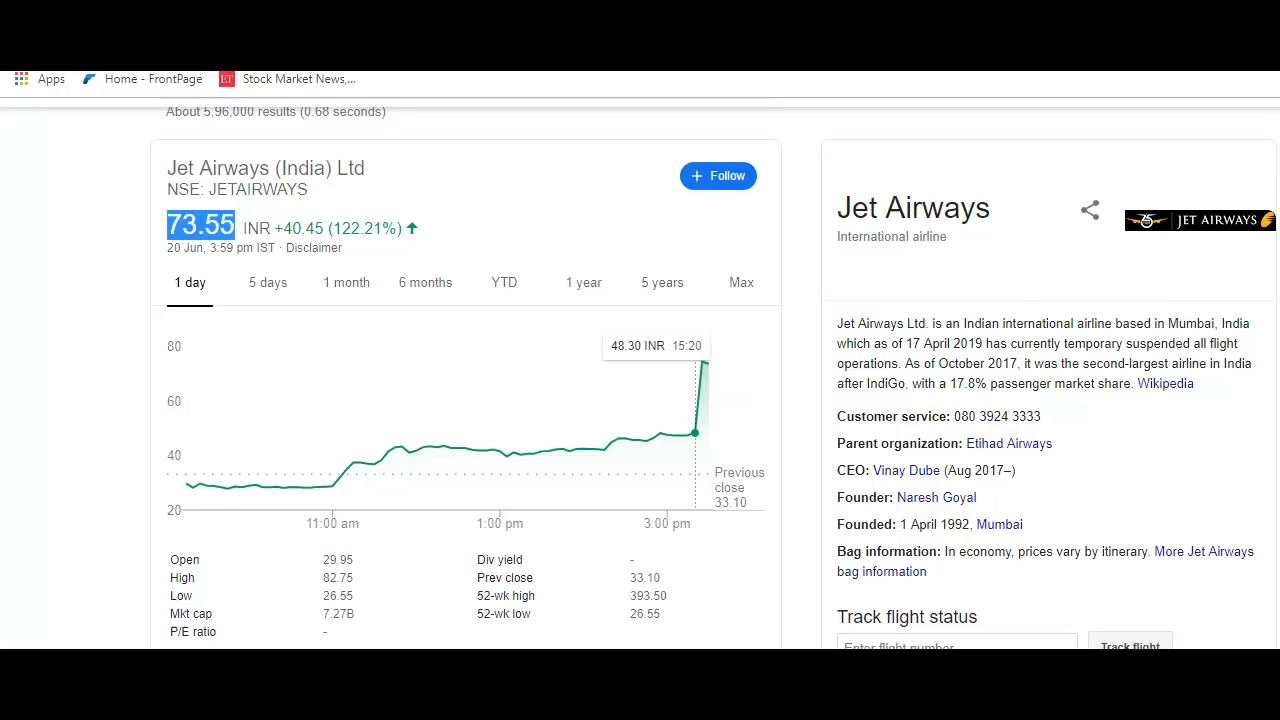 Apps Home - FrontPage ET Stock Market News,...
About 5,96,000 results (0.68 seconds)
Jet Airways (India) Ltd
NSE: JETAIRWAYS
+ Follow
73.55 INR +40.45 (122.21%) ↑
20 Jun, 3:59 pm IST · Disclaimer
1 day 5 days 1 month 6 months YTD 1 year 5 years Max
48.30 INR 15:20
80
60
40
20
Previous
close
33.10
11:00 am 1:00 pm 3:00 pm
Open 29.95 Div yield -
High 82.75 Prev close 33.10
Low 26.55 52-wk high 393.50
Mkt cap 7.27B 52-wk low 26.55
P/E ratio -
Jet Airways
International airline
75 JET AIRWAYS
Jet Airways Ltd. is an Indian international airline based in Mumbai, India
which as of 17 April 2019 has currently temporary suspended all flight
operations. As of October 2017, it was the second-largest airline in India
after IndiGo, with a 17.8% passenger market share. Wikipedia
Customer service: 080 3924 3333
Parent organization: Etihad Airways
CEO: Vinay Dube (Aug 2017–)
Founder: Naresh Goyal
Founded: 1 April 1992, Mumbai
Bag information: In economy, prices vary by itinerary. More Jet Airways
bag information
Track flight status
Enter flight number Track flight